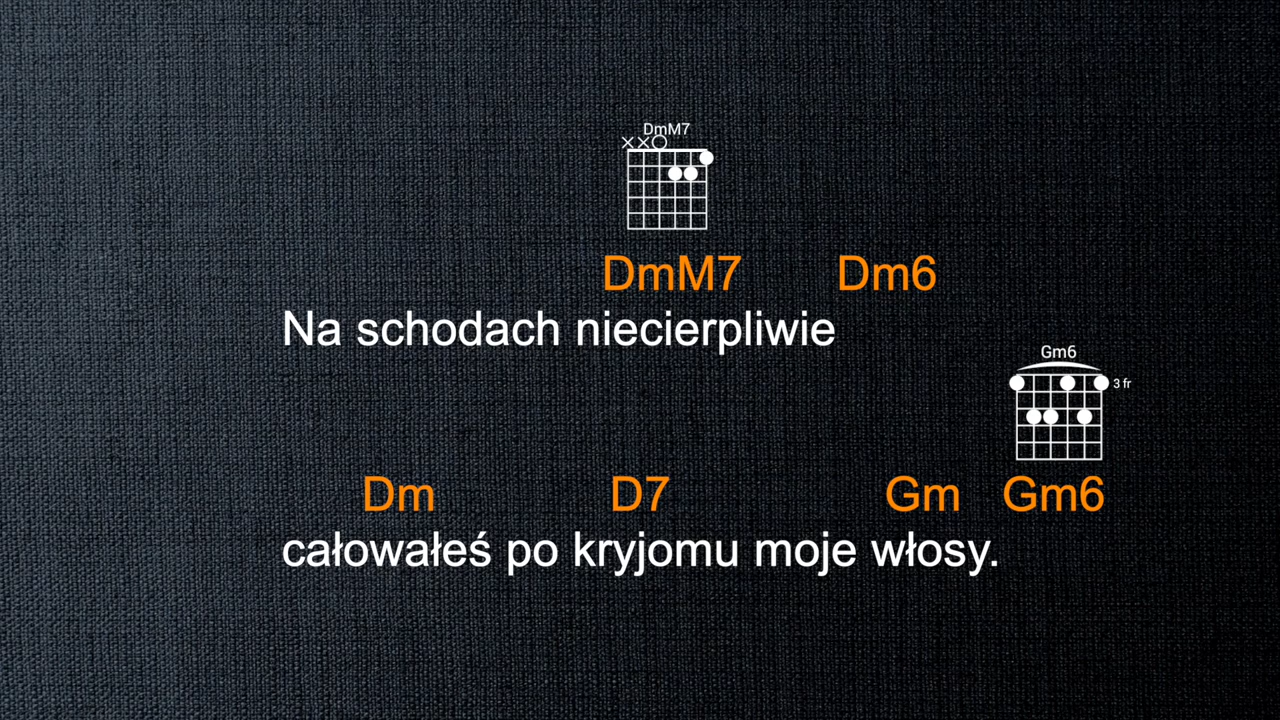 DmM7
DmM7 Dm6
Na schodach niecierpliwie
Gm6
3 fr
Dm D7 Gm Gm6
całowałeś po kryjomu moje włosy.